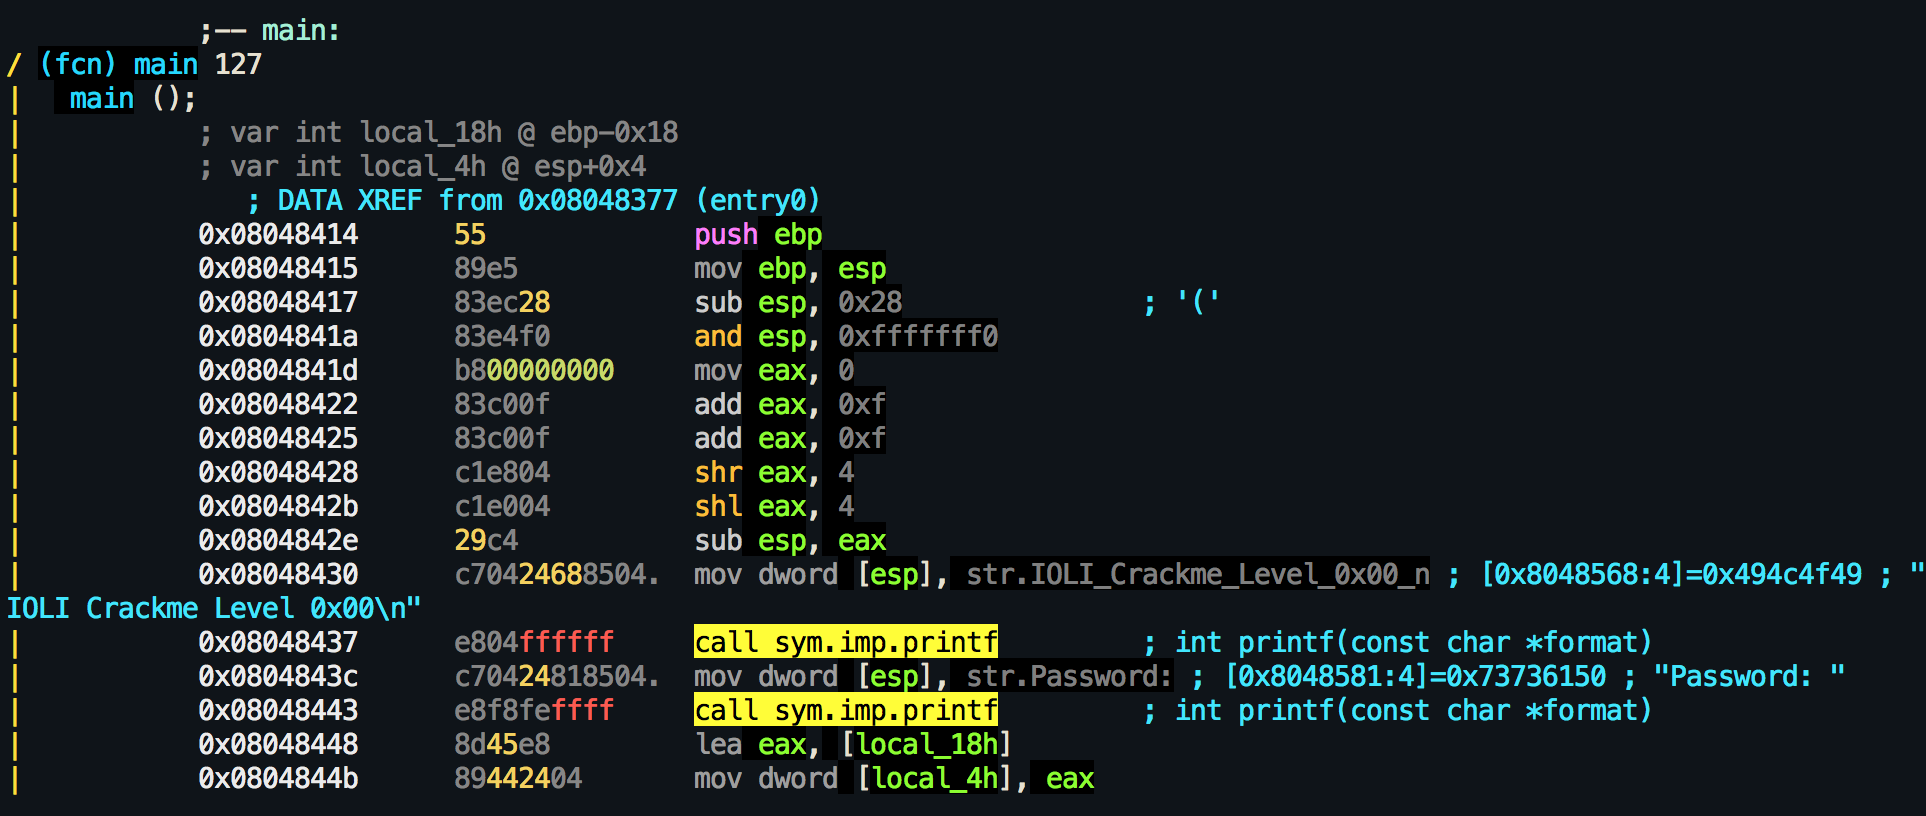 ;-- main:
/ (fcn) main 127
|   main ();
|           ; var int local_18h @ ebp-0x18
|           ; var int local_4h @ esp+0x4
|              ; DATA XREF from 0x08048377 (entry0)
|           0x08048414      55             push ebp
|           0x08048415      89e5           mov ebp, esp
|           0x08048417      83ec28         sub esp, 0x28               ; '('
|           0x0804841a      83e4f0         and esp, 0xfffffff0
|           0x0804841d      b800000000     mov eax, 0
|           0x08048422      83c00f         add eax, 0xf
|           0x08048425      83c00f         add eax, 0xf
|           0x08048428      c1e804         shr eax, 4
|           0x0804842b      c1e004         shl eax, 4
|           0x0804842e      29c4           sub esp, eax
|           0x08048430      c70424688504.  mov dword [esp], str.IOLI_Crackme_Level_0x00_n ; [0x8048568:4]=0x494c4f49 ; "
IOLI Crackme Level 0x00\n"
|           0x08048437      e804ffffff     call sym.imp.printf         ; int printf(const char *format)
|           0x0804843c      c70424818504.  mov dword [esp], str.Password: ; [0x8048581:4]=0x73736150 ; "Password: "
|           0x08048443      e8f8feffff     call sym.imp.printf         ; int printf(const char *format)
|           0x08048448      8d45e8         lea eax, [local_18h]
|           0x0804844b      89442404       mov dword [local_4h], eax